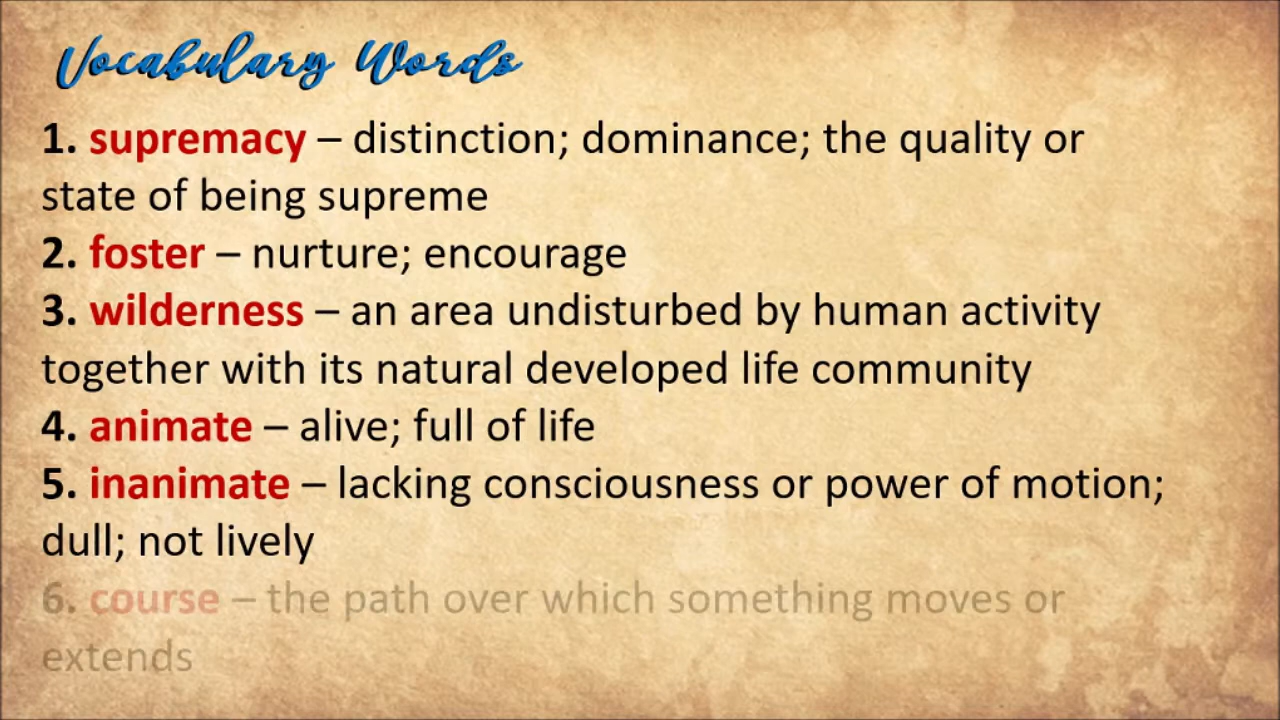 Vocabulary Words
1. supremacy – distinction; dominance; the quality or
state of being supreme
2. foster – nurture; encourage
3. wilderness – an area undisturbed by human activity
together with its natural developed life community
4. animate – alive; full of life
5. inanimate – lacking consciousness or power of motion;
dull; not lively
6. course – the path over which something moves or
extends